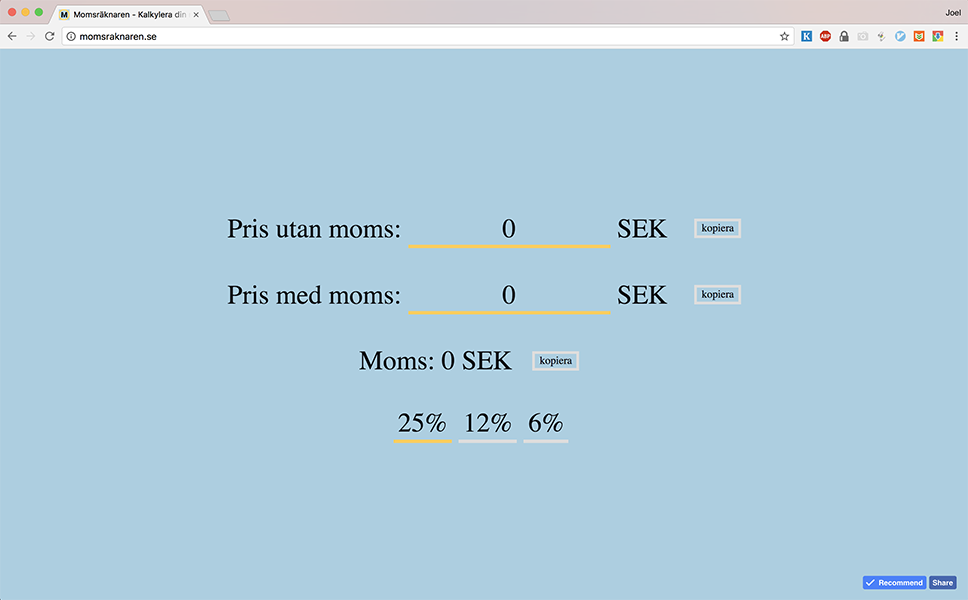 M Momsräknaren - Kalkylera din
Joel
momsraknaren.se
K ABP
Pris utan moms: 0 SEK kopiera
Pris med moms: 0 SEK kopiera
Moms: 0 SEK kopiera
25% 12% 6%
Recommend Share